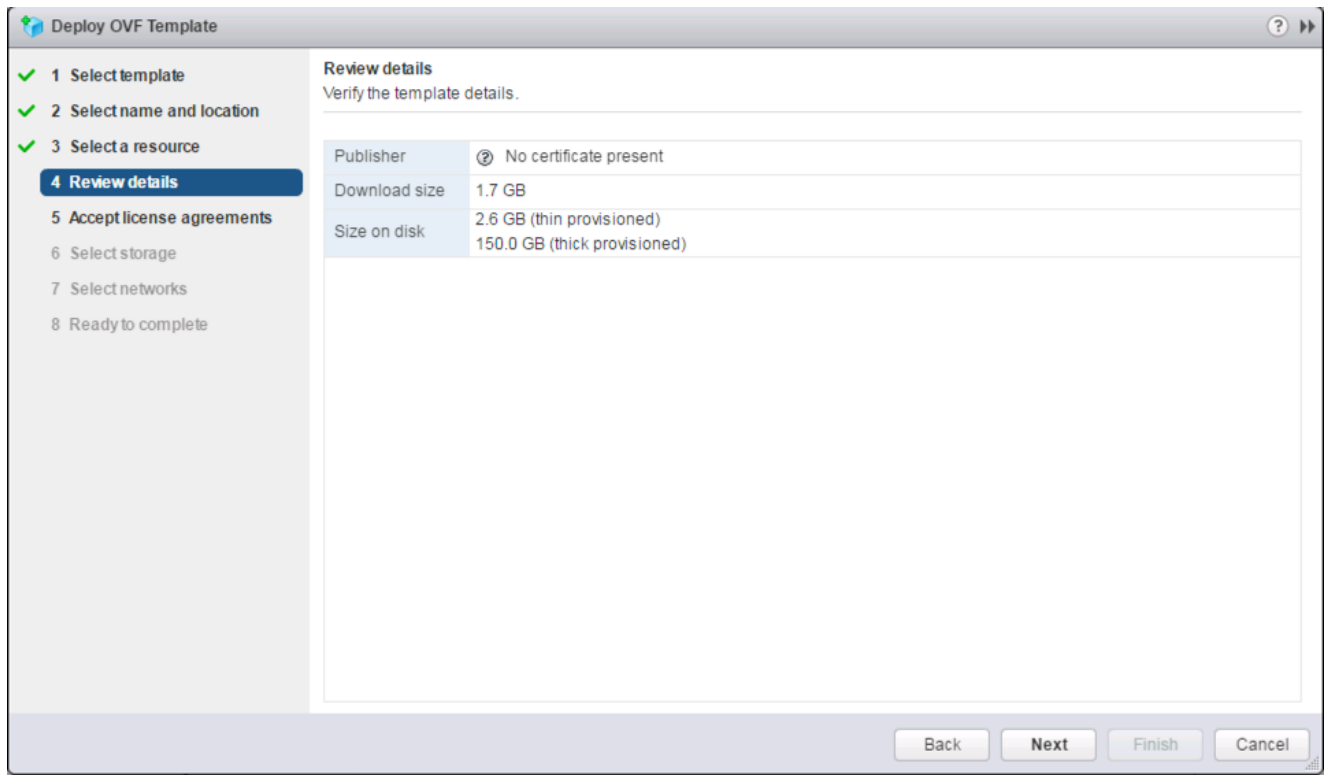 Deploy OVF Template
?
1 Select template
2 Select name and location
3 Select a resource
4 Review details
5 Accept license agreements
6 Select storage
7 Select networks
8 Ready to complete
Review details
Verify the template details.
Publisher ? No certificate present
Download size 1.7 GB
Size on disk 2.6 GB (thin provisioned)
150.0 GB (thick provisioned)
Back Next Finish Cancel